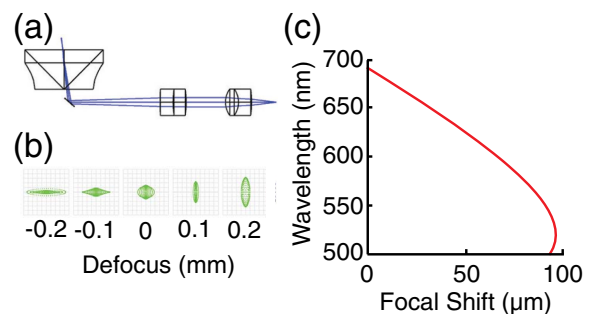 (a)
(b)
-0.2 -0.1 0 0.1 0.2
Defocus (mm)
(c)
Wavelength (nm)
700
650
600
550
500
0 50 100
Focal Shift (µm)